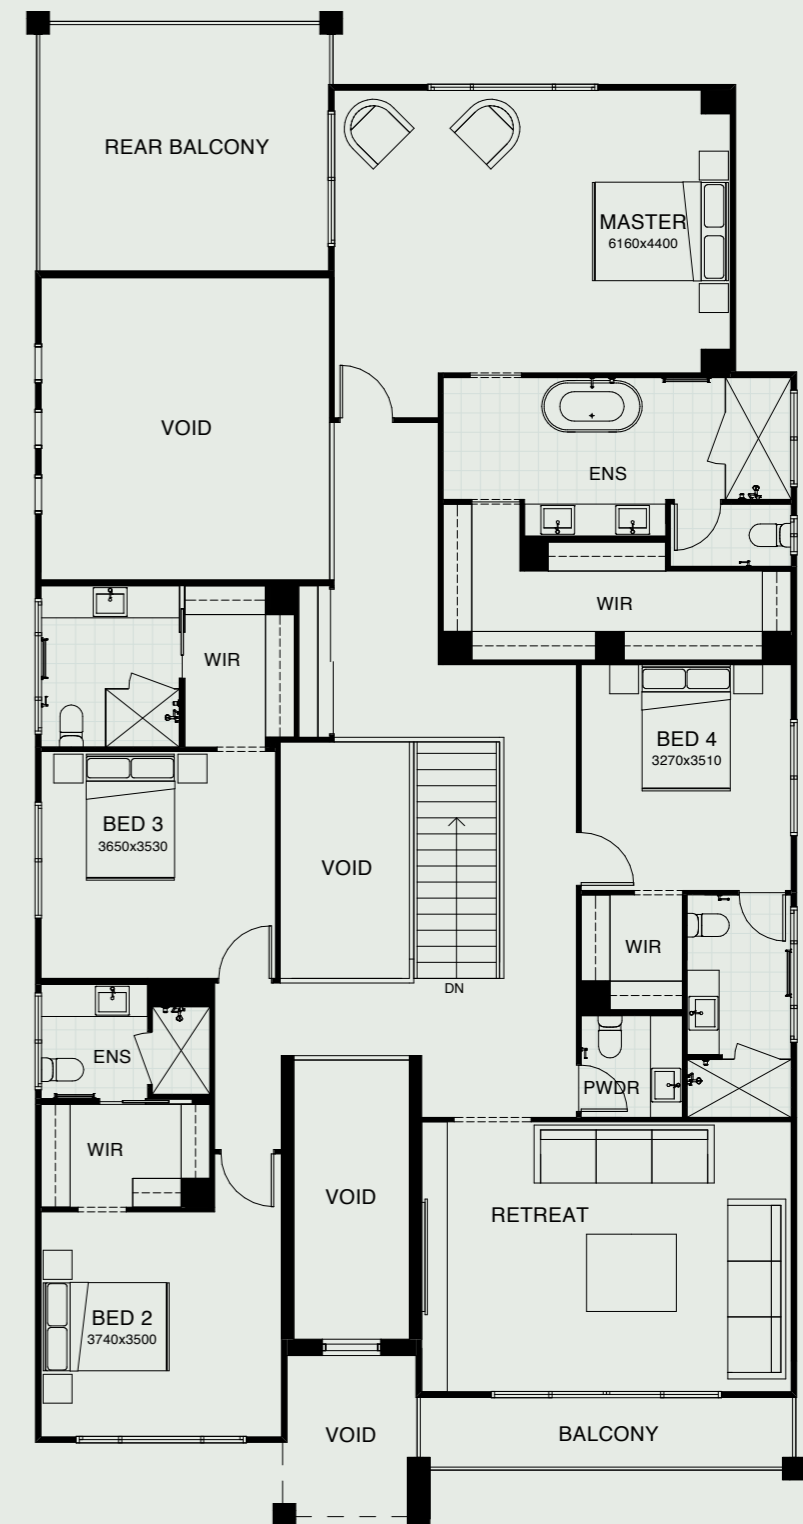 REAR BALCONY
MASTER
6160x4400
VOID
ENS
WIR
WIR
BED 4
3270x3510
BED 3
3650x3530
VOID
WIR
DN
ENS
PWDR
WIR
VOID
RETREAT
BED 2
3740x3500
VOID
BALCONY